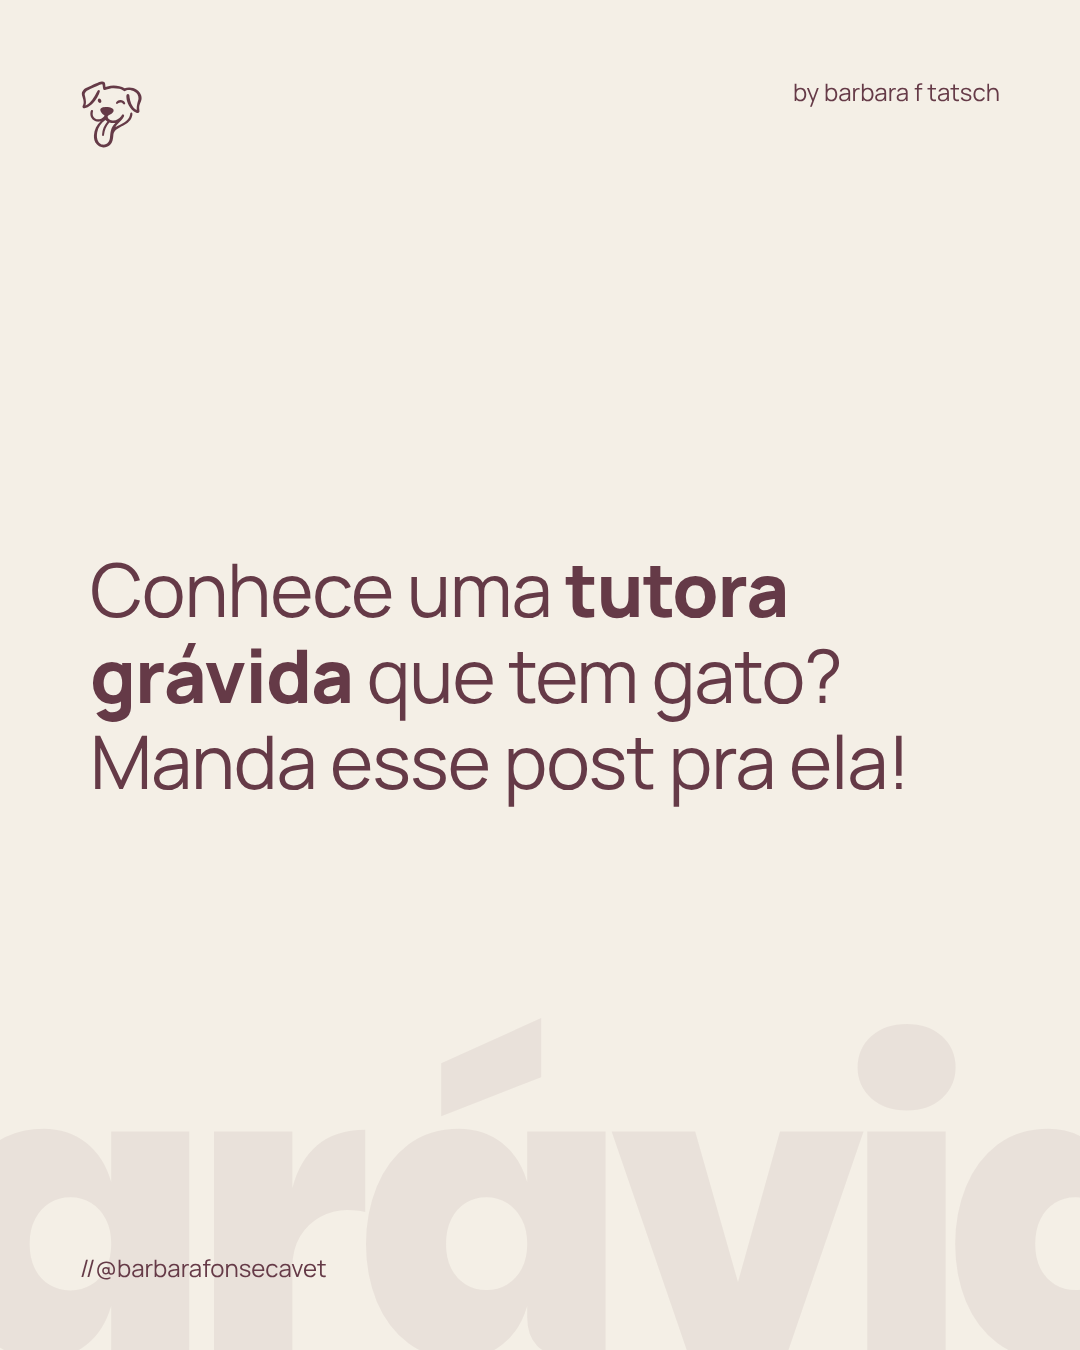 by barbara f tatsch
Conhece uma tutora
grávida que tem gato?
Manda esse post pra ela!
//@barbarafonsecavet